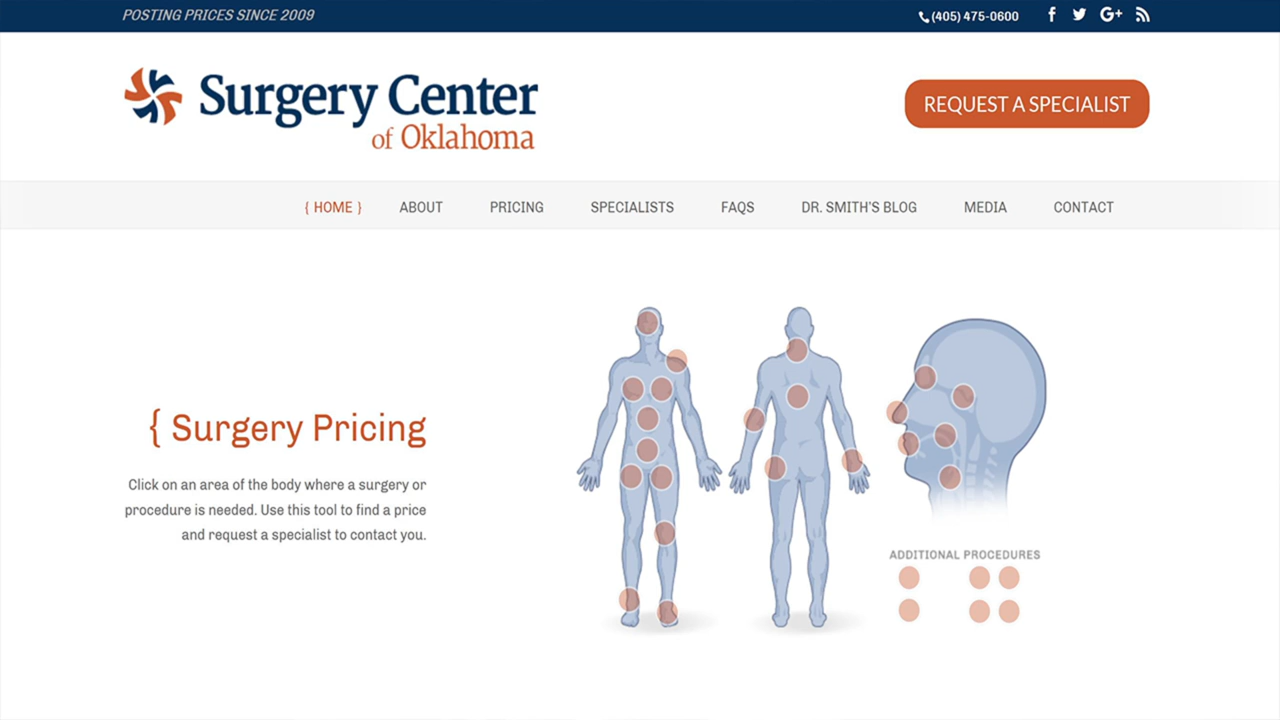 POSTING PRICES SINCE 2009
(405) 475-0600
G+
Surgery Center
of Oklahoma
REQUEST A SPECIALIST
{ HOME } ABOUT PRICING SPECIALISTS FAQS DR. SMITH'S BLOG MEDIA CONTACT
{ Surgery Pricing
Click on an area of the body where a surgery or
procedure is needed. Use this tool to find a price
and request a specialist to contact you.
ADDITIONAL PROCEDURES